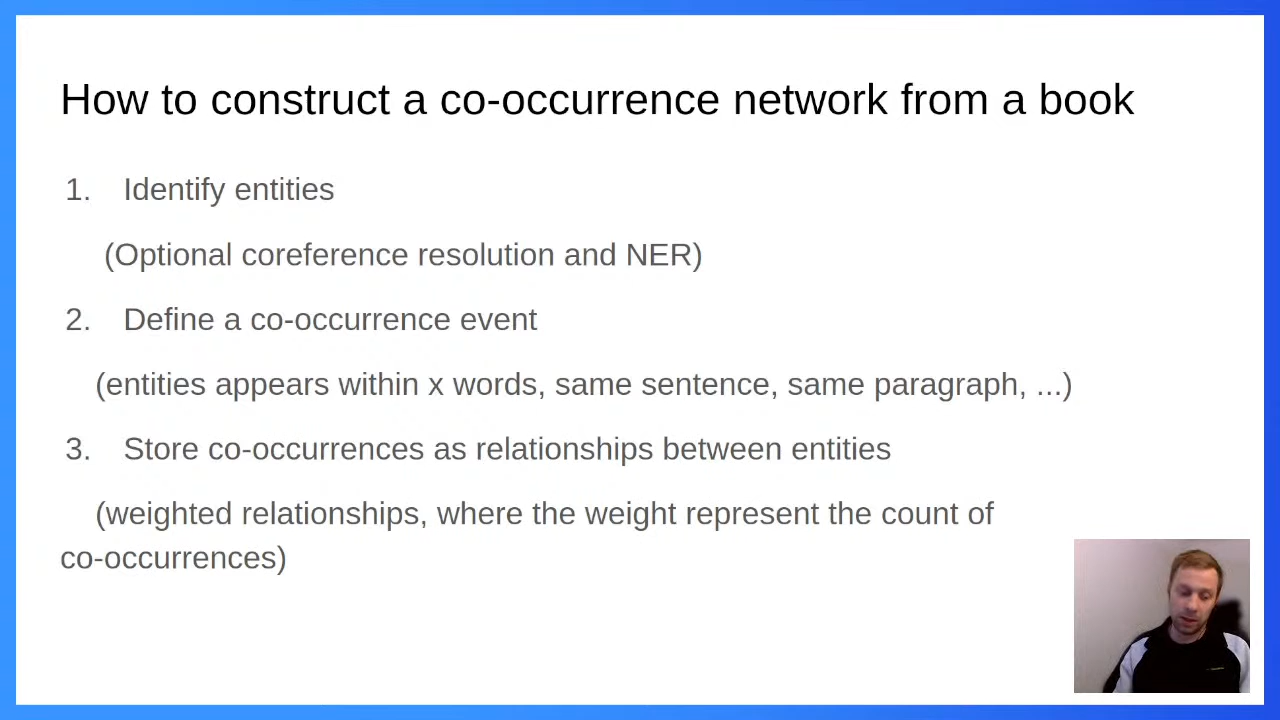 How to construct a co-occurrence network from a book
1. Identify entities
(Optional coreference resolution and NER)
2. Define a co-occurrence event
(entities appears within x words, same sentence, same paragraph, ...)
3. Store co-occurrences as relationships between entities
(weighted relationships, where the weight represent the count of
co-occurrences)